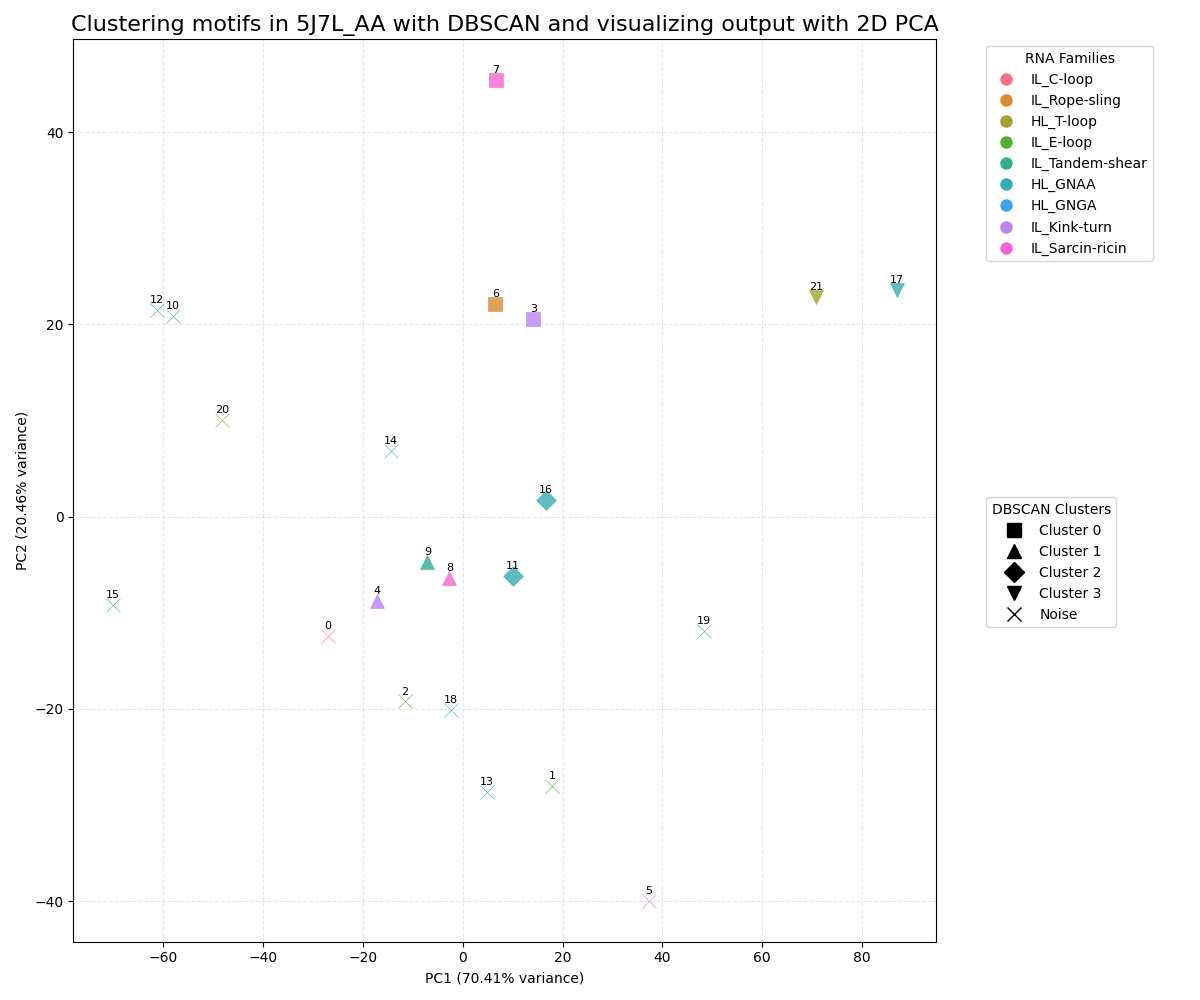 Clustering motifs in 5J7L_AA with DBSCAN and visualizing output with 2D PCA
PC2 (20.46% variance)
40
20
0
−20
−40
7
12
10
6
3
21
17
20
14
16
9
8
11
4
15
0
19
2
18
13
1
5
−60
−40
−20
0
20
40
60
80
PC1 (70.41% variance)
RNA Families
IL_C-loop
IL_Rope-sling
HL_T-loop
IL_E-loop
IL_Tandem-shear
HL_GNAA
HL_GNGA
IL_Kink-turn
IL_Sarcin-ricin
DBSCAN Clusters
Cluster 0
Cluster 1
Cluster 2
Cluster 3
Noise